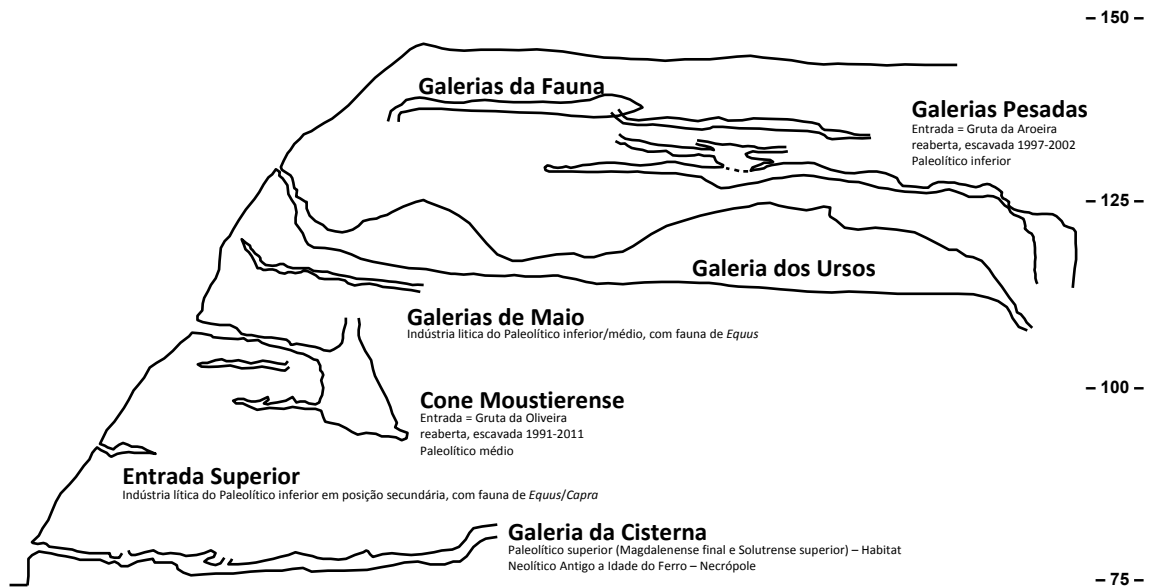 – 150 –
Galerias da Fauna
Galerias Pesadas
Entrada = Gruta da Aroeira
reaberta, escavada 1997-2002
Paleolítico inferior
– 125 –
Galeria dos Ursos
Galerias de Maio
Indústria lítica do Paleolítico inferior/médio, com fauna de Equus
– 100 –
Cone Moustierense
Entrada = Gruta da Oliveira
reaberta, escavada 1991-2011
Paleolítico médio
Entrada Superior
Indústria lítica do Paleolítico inferior em posição secundária, com fauna de Equus/Capra
Galeria da Cisterna
Paleolítico superior (Magdalenense final e Solutrense superior) – Habitat
Neolítico Antigo a Idade do Ferro – Necrópole
– 75 –